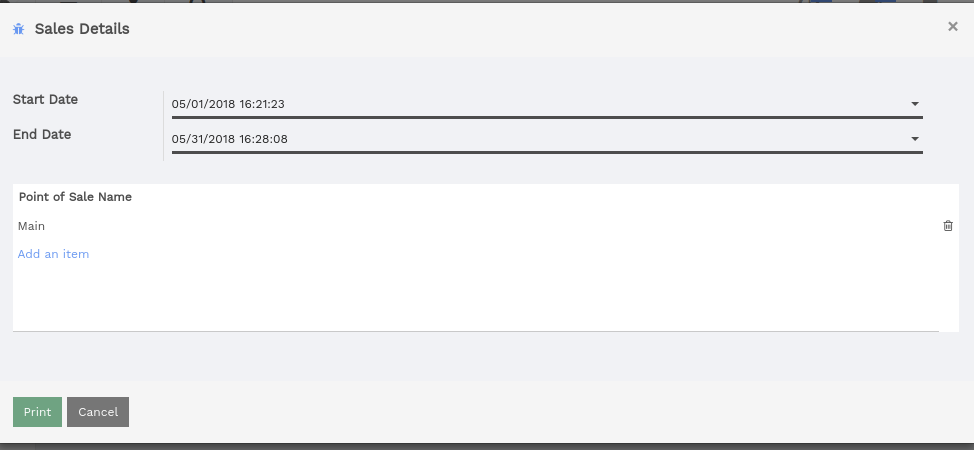 Sales Details
×
Start Date
05/01/2018 16:21:23
End Date
05/31/2018 16:28:08
Point of Sale Name
Main
Add an item
Print Cancel